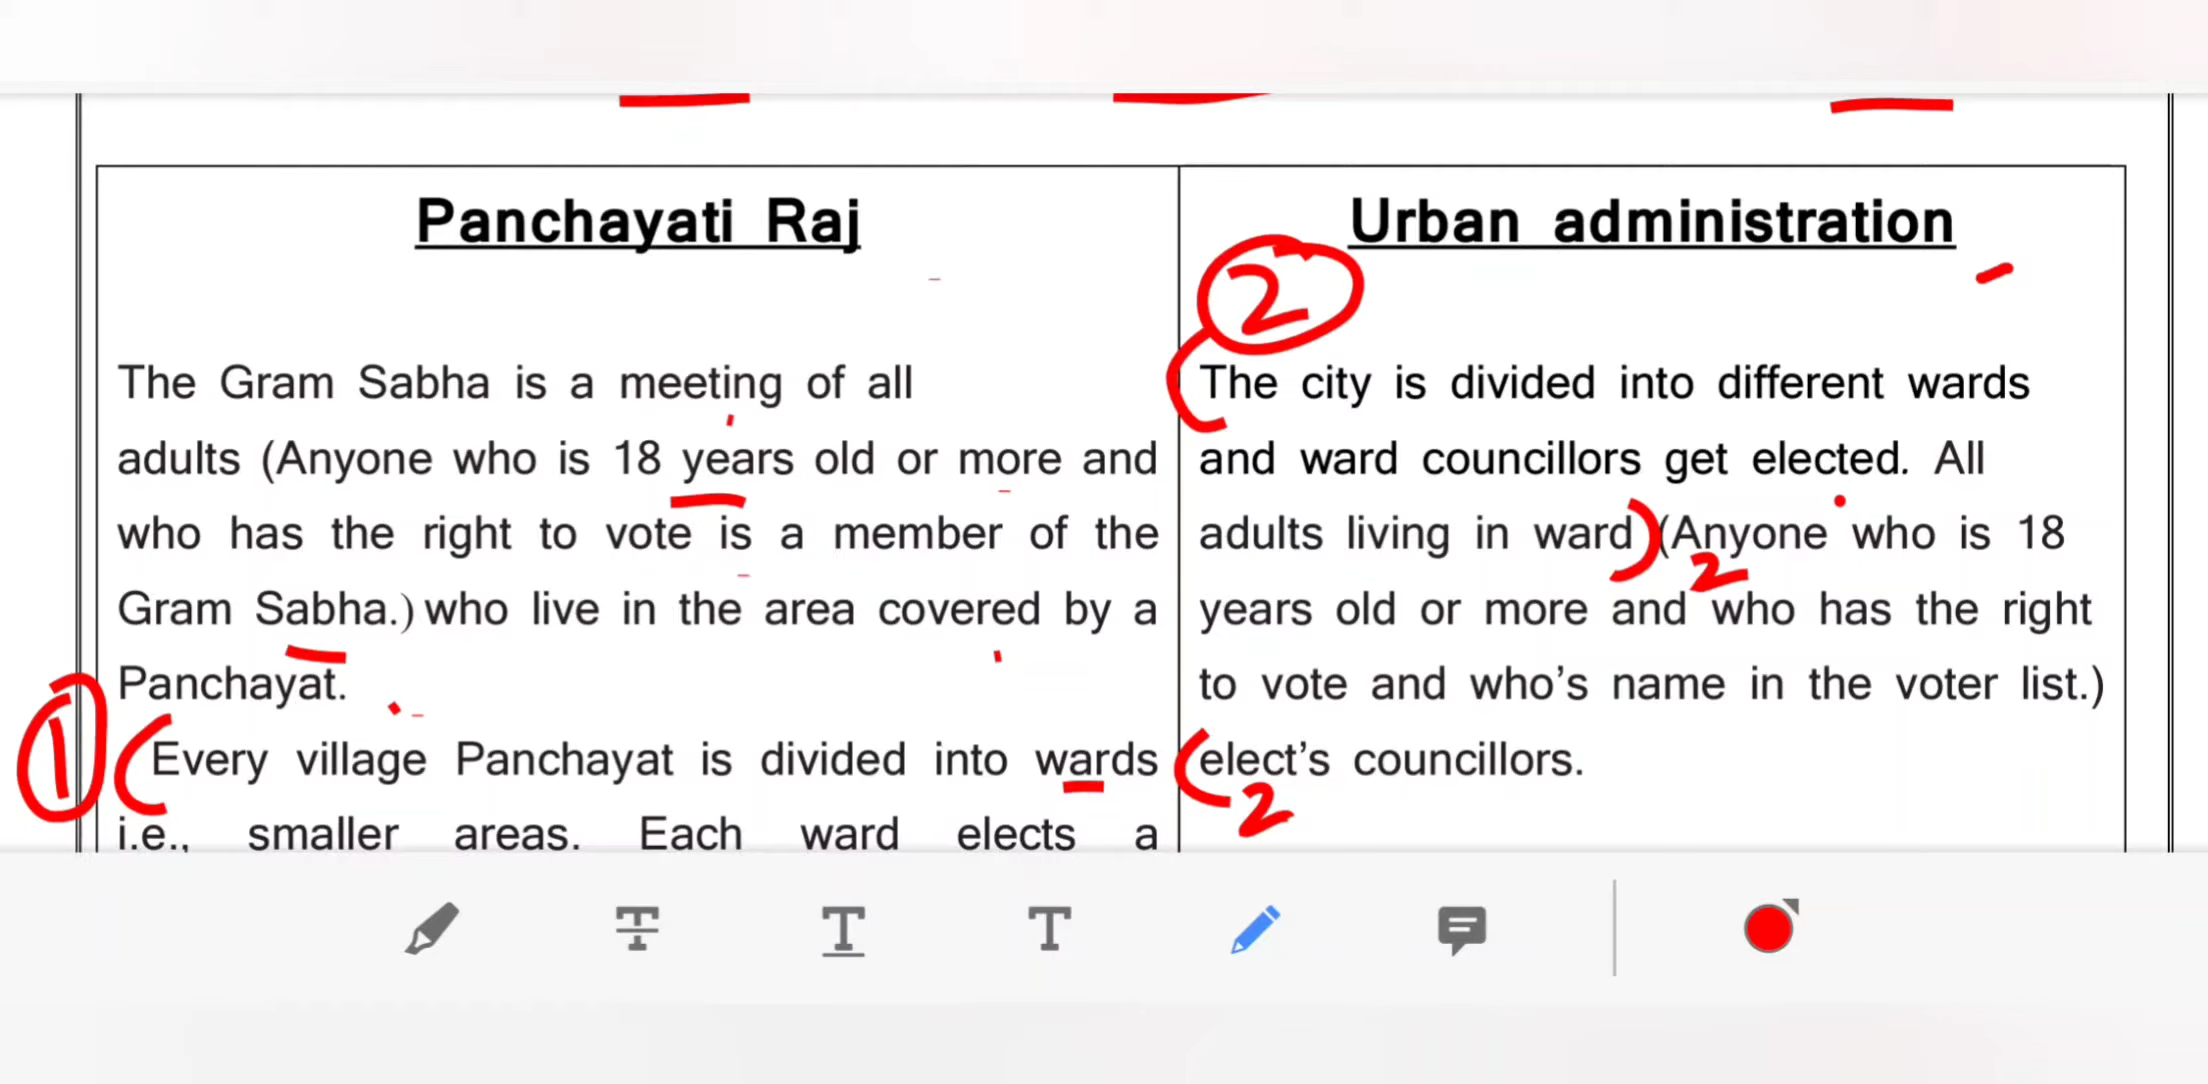 Panchayati Raj
The Gram Sabha is a meeting of all
adults (Anyone who is 18 years old or more and
who has the right to vote is a member of the
Gram Sabha.) who live in the area covered by a
Panchayat.
1
Every village Panchayat is divided into wards
i.e., smaller areas. Each ward elects a
Urban administration
2
The city is divided into different wards
and ward councillors get elected. All
adults living in ward (Anyone who is 18
2
years old or more and who has the right
to vote and who's name in the voter list.)
elect's councillors.
2